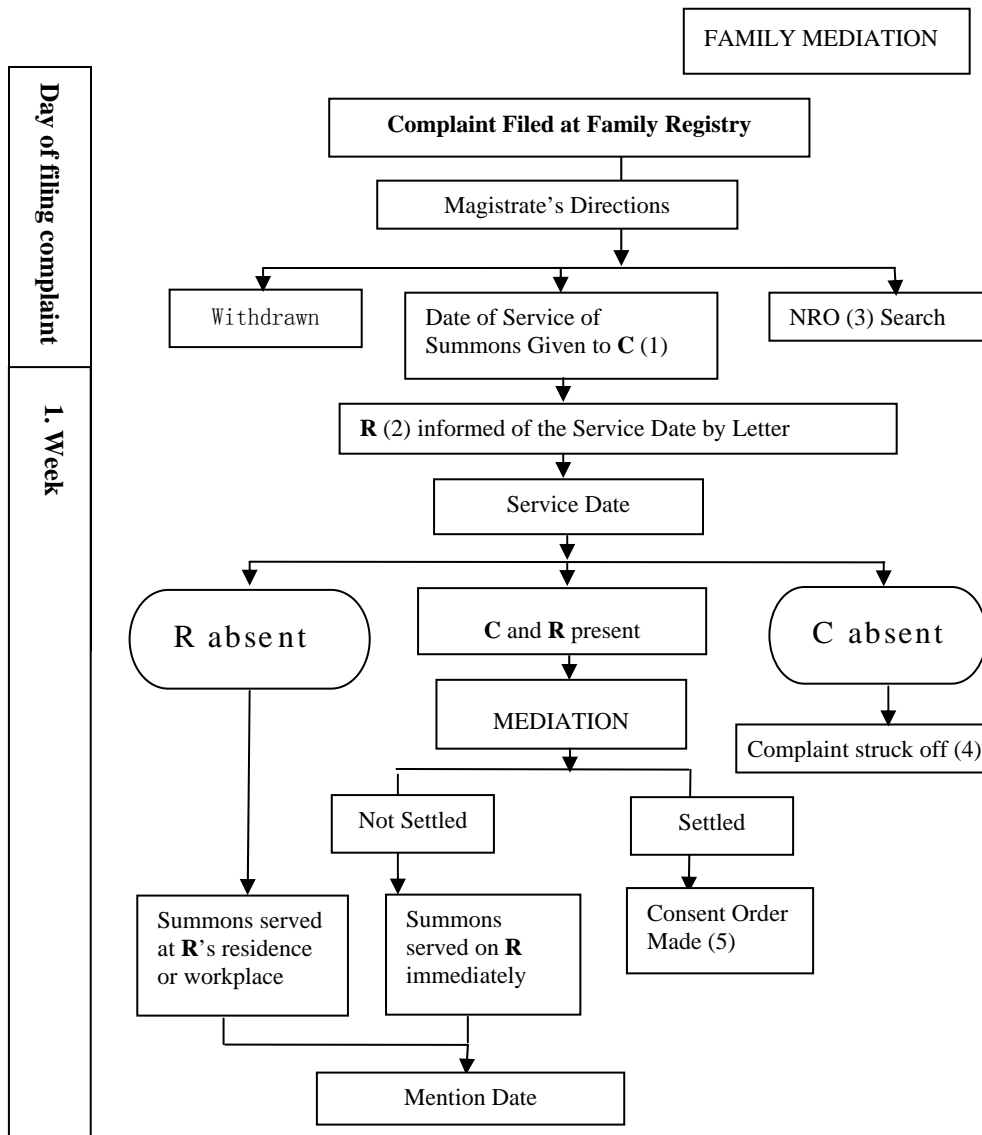 FAMILY MEDIATION
Day of filing complaint
Complaint Filed at Family Registry
Magistrate's Directions
Withdrawn
Date of Service of
Summons Given to C (1)
NRO (3) Search
1. Week
R (2) informed of the Service Date by Letter
Service Date
R absent
C and R present
C absent
MEDIATION
Complaint struck off (4)
Not Settled
Settled
Summons served
at R's residence
or workplace
Summons
served on R
immediately
Consent Order
Made (5)
Mention Date